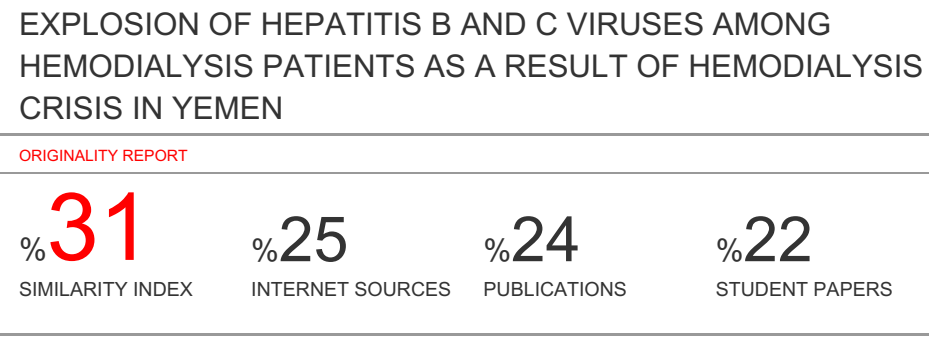 EXPLOSION OF HEPATITIS B AND C VIRUSES AMONG
HEMODIALYSIS PATIENTS AS A RESULT OF HEMODIALYSIS
CRISIS IN YEMEN
ORIGINALITY REPORT
%31 %25 %24 %22
SIMILARITY INDEX INTERNET SOURCES PUBLICATIONS STUDENT PAPERS